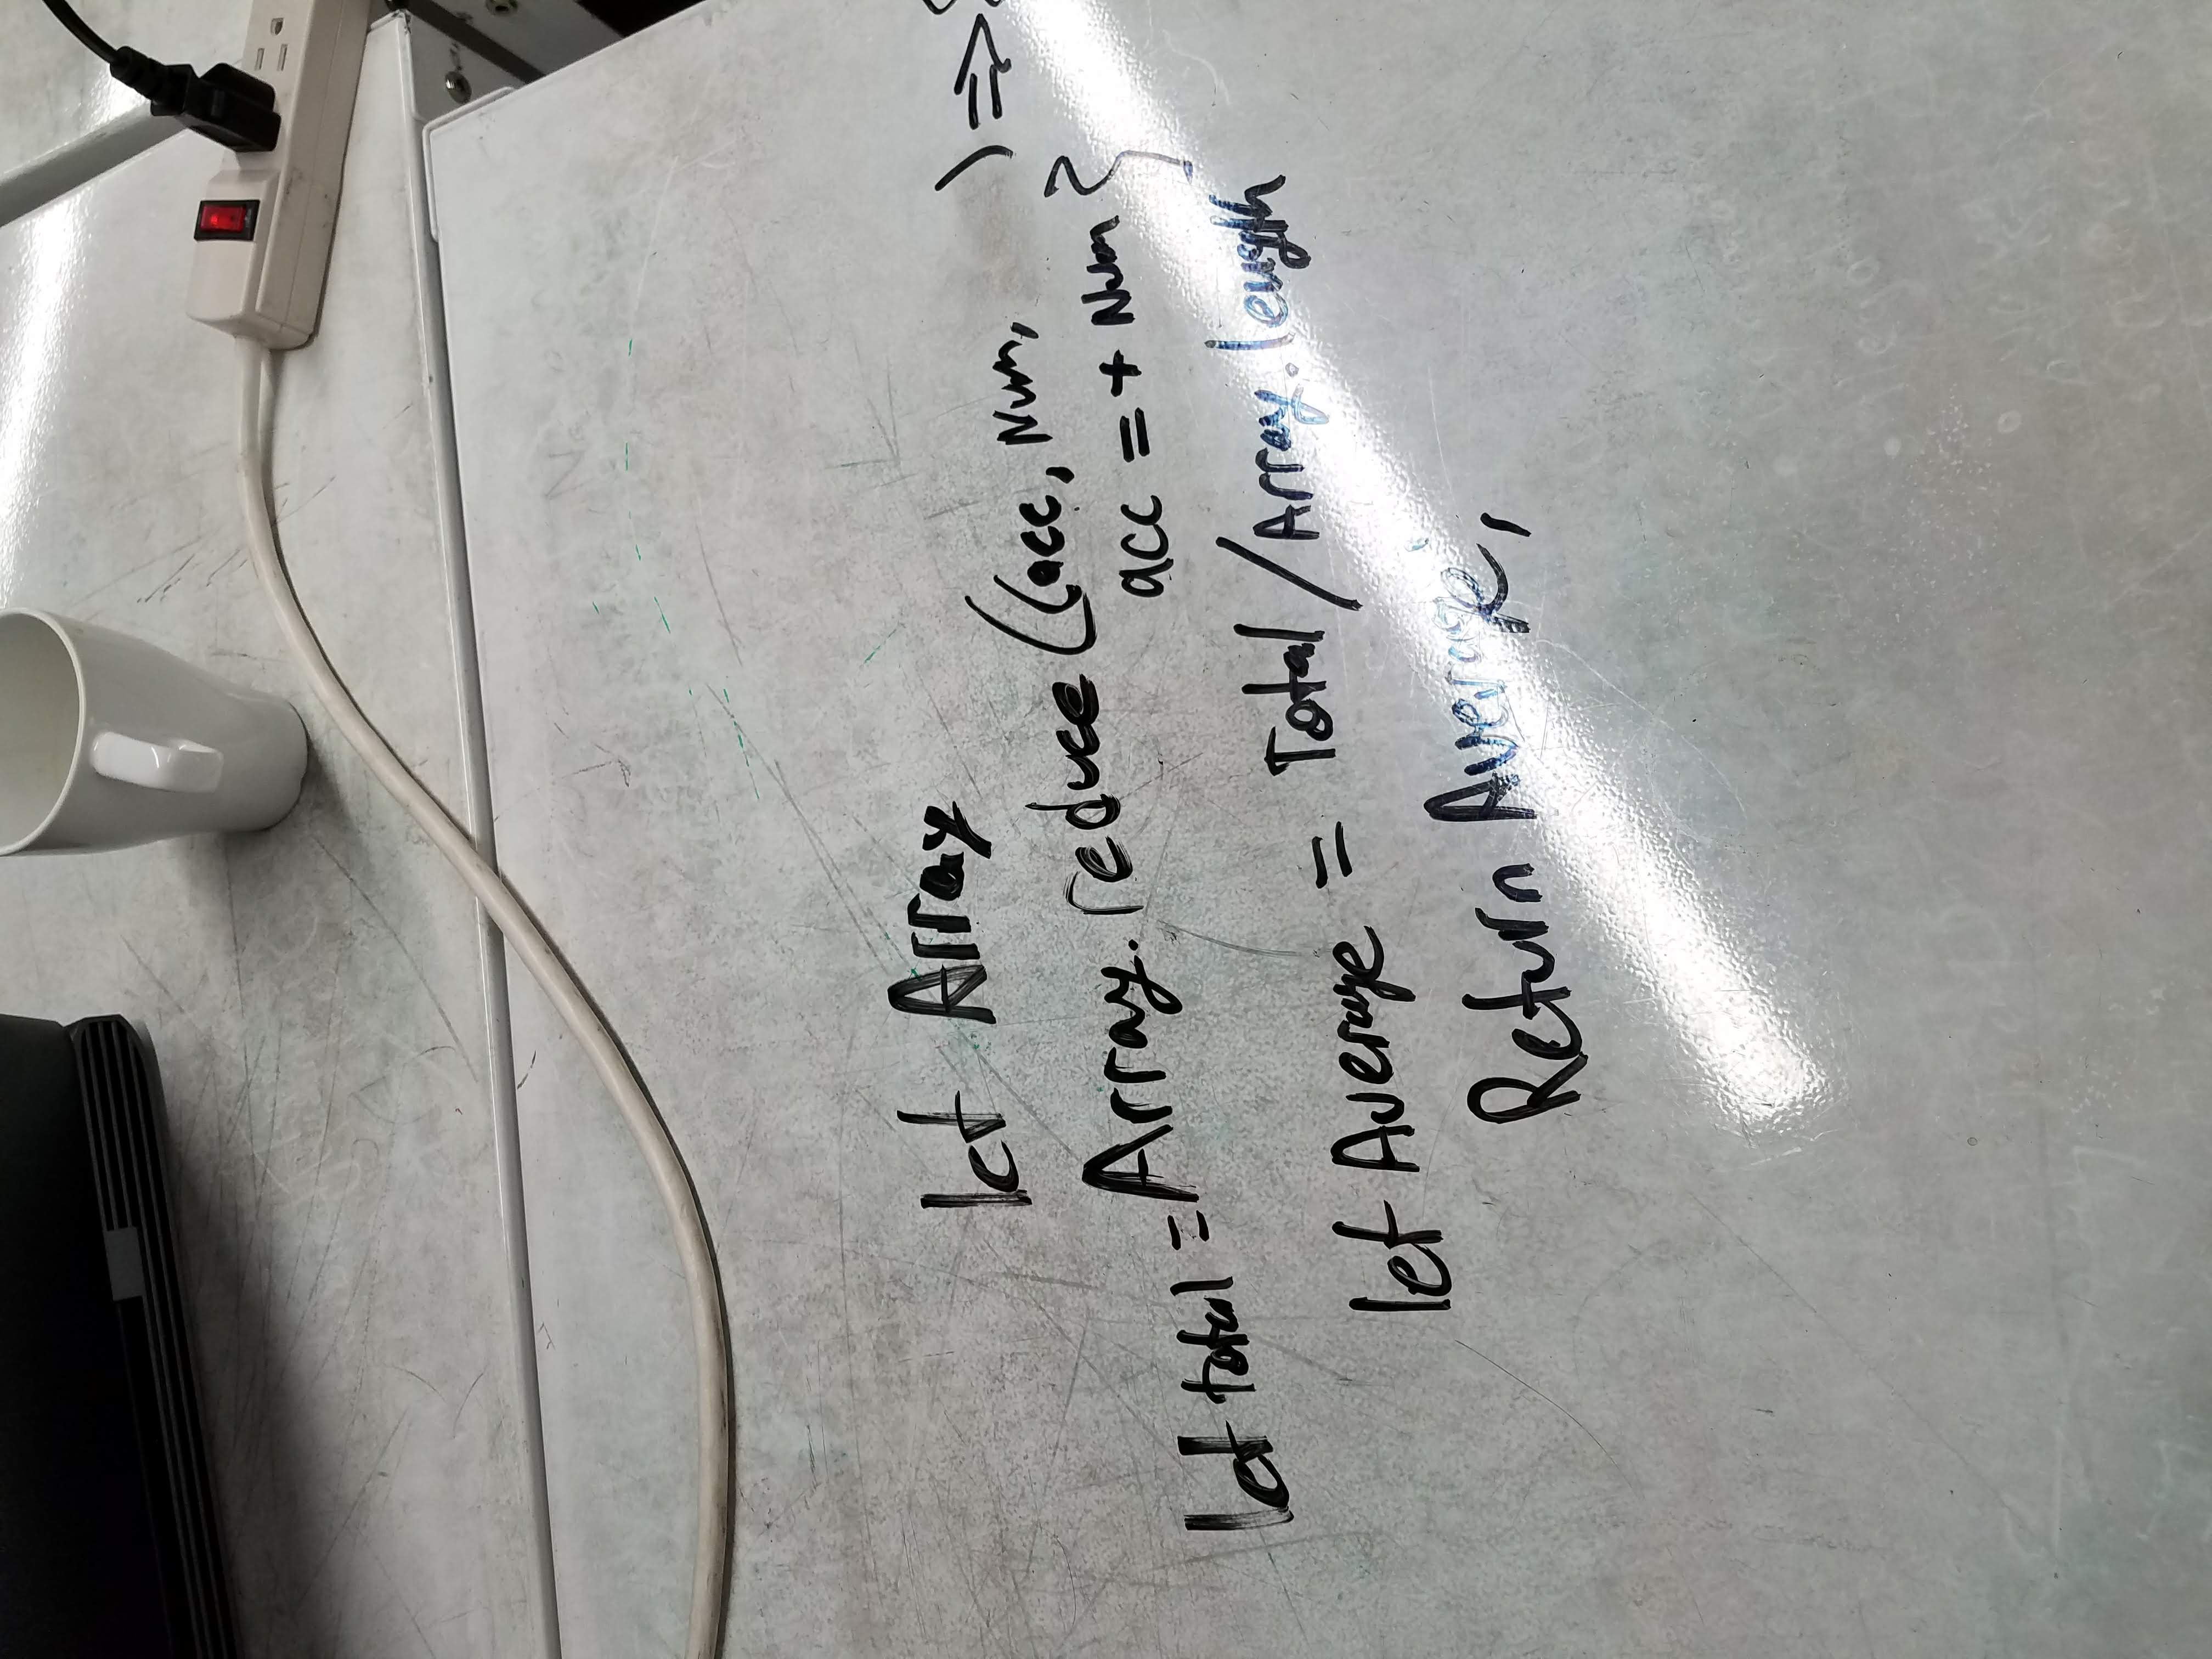 let Array
let total = Array.reduce((acc, Num, ) => {
acc =+ Num }
let Average = Total / Array.length
Return Average;